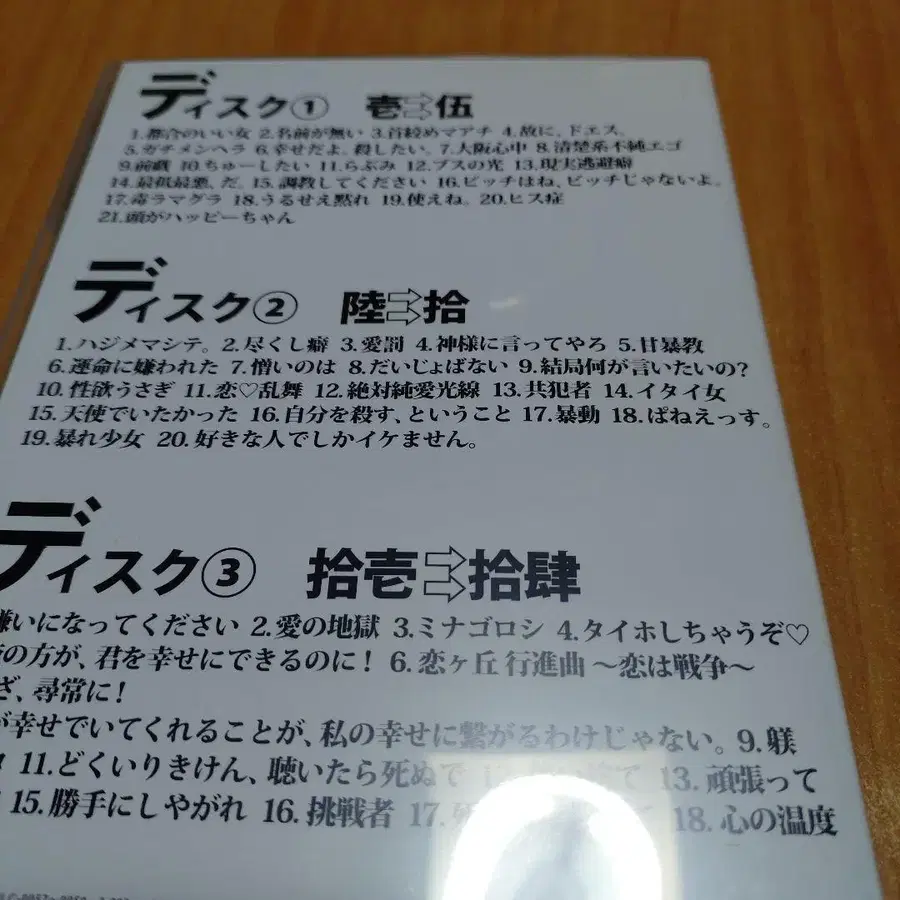 ディスク① 壱⇨伍
1.都合のいい女 2.名前が無い 3.首絞めマアチ 4.故に、ドエス。
5.ガチメンヘラ 6.幸せだよ。殺したい。 7.大阪心中 8.清楚系不純エゴ
9.前戯 10.ちゅーしたい 11.らぶみ 12.ブスの光 13.現実逃避癖
14.最低最悪、だ。 15.調教してください 16.ビッチはね、ビッチじゃないよ。
17.毒ラマグラ 18.うるせえ黙れ 19.使えね。 20.ヒス症
21.頭がハッピーちゃん
ディスク② 陸⇨拾
1.ハジメマシテ。 2.尽くし癖 3.愛罰 4.神様に言ってやろ 5.甘暴教
6.運命に嫌われた 7.憎いのは 8.だいじょばない 9.結局何が言いたいの?
10.性欲うさぎ 11.恋♡乱舞 12.絶対純愛光線 13.共犯者 14.イタイ女
15.天使でいたかった 16.自分を殺す、ということ 17.暴動 18.ぱねえっす。
19.暴れ少女 20.好きな人でしかイケません。
ディスク③ 拾壱⇨拾肆
嫌いになってください 2.愛の地獄 3.ミナゴロシ 4.タイホしちゃうぞ♡
の方が、君を幸せにできるのに! 6.恋ヶ丘行進曲 〜恋は戦争〜
ざ、尋常に!
が幸せでいてくれることが、私の幸せに繋がるわけじゃない。 9.躾
11.どくいりきけん、聴いたら死ぬで 13.頑張って
15.勝手にしやがれ 16.挑戦者 17. 18.心の温度